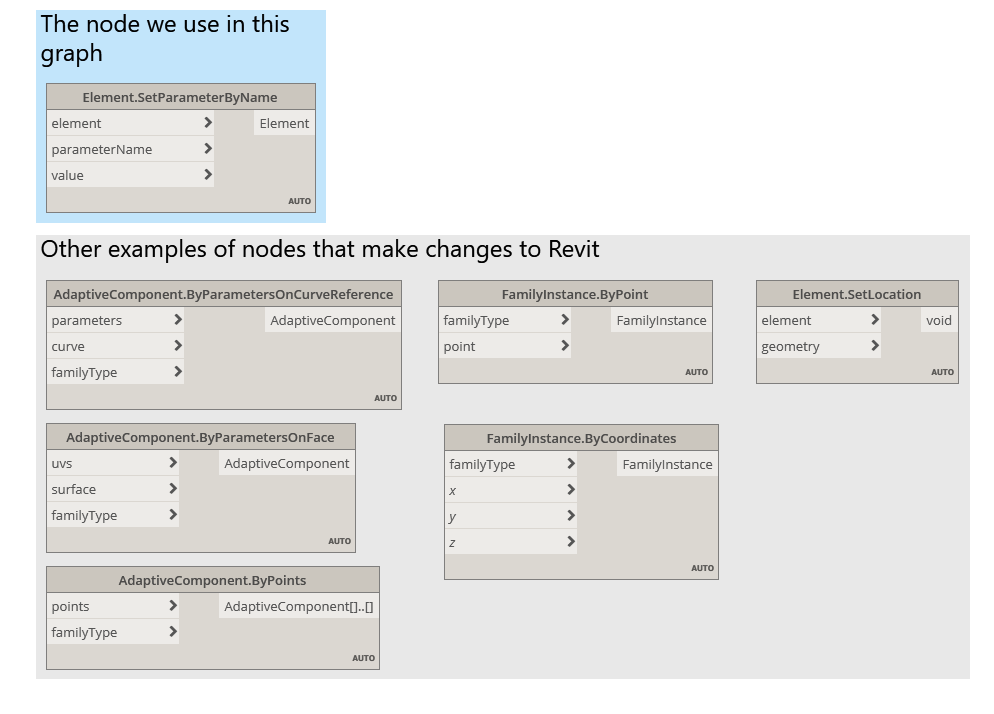 The node we use in this
graph
Element.SetParameterByName
element > Element
parameterName >
value >
AUTO
Other examples of nodes that make changes to Revit
AdaptiveComponent.ByParametersOnCurveReference
parameters > AdaptiveComponent
curve >
familyType >
AUTO
FamilyInstance.ByPoint
familyType > FamilyInstance
point >
AUTO
Element.SetLocation
element > void
geometry >
AUTO
AdaptiveComponent.ByParametersOnFace
uvs > AdaptiveComponent
surface >
familyType >
AUTO
FamilyInstance.ByCoordinates
familyType > FamilyInstance
x >
y >
z >
AUTO
AdaptiveComponent.ByPoints
points > AdaptiveComponent[]..[]
familyType >
AUTO